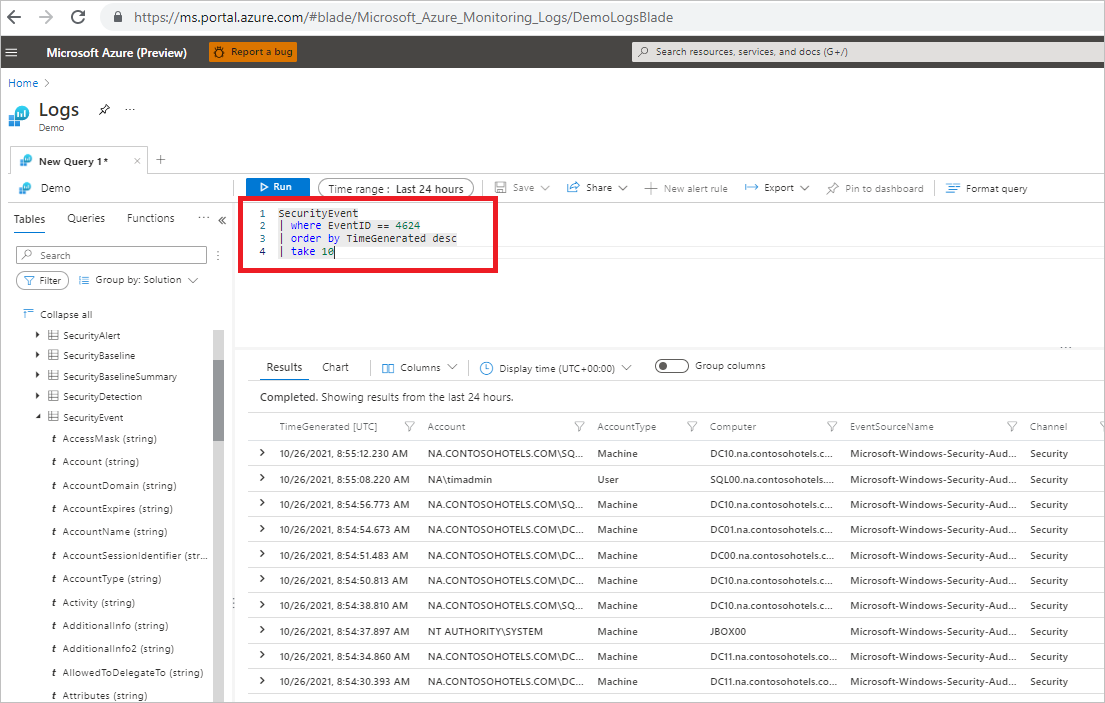 https://ms.portal.azure.com/#blade/Microsoft_Azure_Monitoring_Logs/DemoLogsBlade
Microsoft Azure (Preview) Report a bug Search resources, services, and docs (G+/)
Home
Logs ...
Demo
New Query 1* × +
Demo Run Time range : Last 24 hours Save Share New alert rule Export Pin to dashboard Format query
Tables Queries Functions ... «
1 SecurityEvent
2 | where EventID == 4624
3 | order by TimeGenerated desc
4 | take 10
Search
Filter Group by: Solution
Collapse all
SecurityAlert
SecurityBaseline
SecurityBaselineSummary
SecurityDetection
SecurityEvent
t AccessMask (string)
t Account (string)
t AccountDomain (string)
t AccountExpires (string)
t AccountName (string)
t AccountSessionIdentifier (str...
t AccountType (string)
t Activity (string)
t AdditionalInfo (string)
t AdditionalInfo2 (string)
t AllowedToDelegateTo (string)
t Attributes (string)
...
Results Chart Columns Display time (UTC+00:00) Group columns
Completed. Showing results from the last 24 hours.
TimeGenerated [UTC] Account AccountType Computer EventSourceName Channel
10/26/2021, 8:55:12.230 AM NA.CONTOSOHOTELS.COM\SQ... Machine DC10.na.contosohotels.c... Microsoft-Windows-Security-Aud... Security
10/26/2021, 8:55:08.220 AM NA\timadmin User SQL00.na.contosohotels.... Microsoft-Windows-Security-Aud... Security
10/26/2021, 8:54:56.773 AM NA.CONTOSOHOTELS.COM\SQ... Machine DC10.na.contosohotels.c... Microsoft-Windows-Security-Aud... Security
10/26/2021, 8:54:54.673 AM NA.CONTOSOHOTELS.COM\DC... Machine DC01.na.contosohotels.c... Microsoft-Windows-Security-Aud... Security
10/26/2021, 8:54:51.483 AM NA.CONTOSOHOTELS.COM\DC... Machine DC00.na.contosohotels.c... Microsoft-Windows-Security-Aud... Security
10/26/2021, 8:54:50.813 AM NA.CONTOSOHOTELS.COM\DC... Machine DC10.na.contosohotels.c... Microsoft-Windows-Security-Aud... Security
10/26/2021, 8:54:38.810 AM NA.CONTOSOHOTELS.COM\SQ... Machine DC10.na.contosohotels.c... Microsoft-Windows-Security-Aud... Security
10/26/2021, 8:54:37.897 AM NT AUTHORITY\SYSTEM Machine JBOX00 Microsoft-Windows-Security-Aud... Security
10/26/2021, 8:54:34.860 AM NA.CONTOSOHOTELS.COM\DC... Machine DC11.na.contosohotels.co... Microsoft-Windows-Security-Aud... Security
10/26/2021, 8:54:30.393 AM NA.CONTOSOHOTELS.COM\DC... Machine DC11.na.contosohotels.co... Microsoft-Windows-Security-Aud... Security